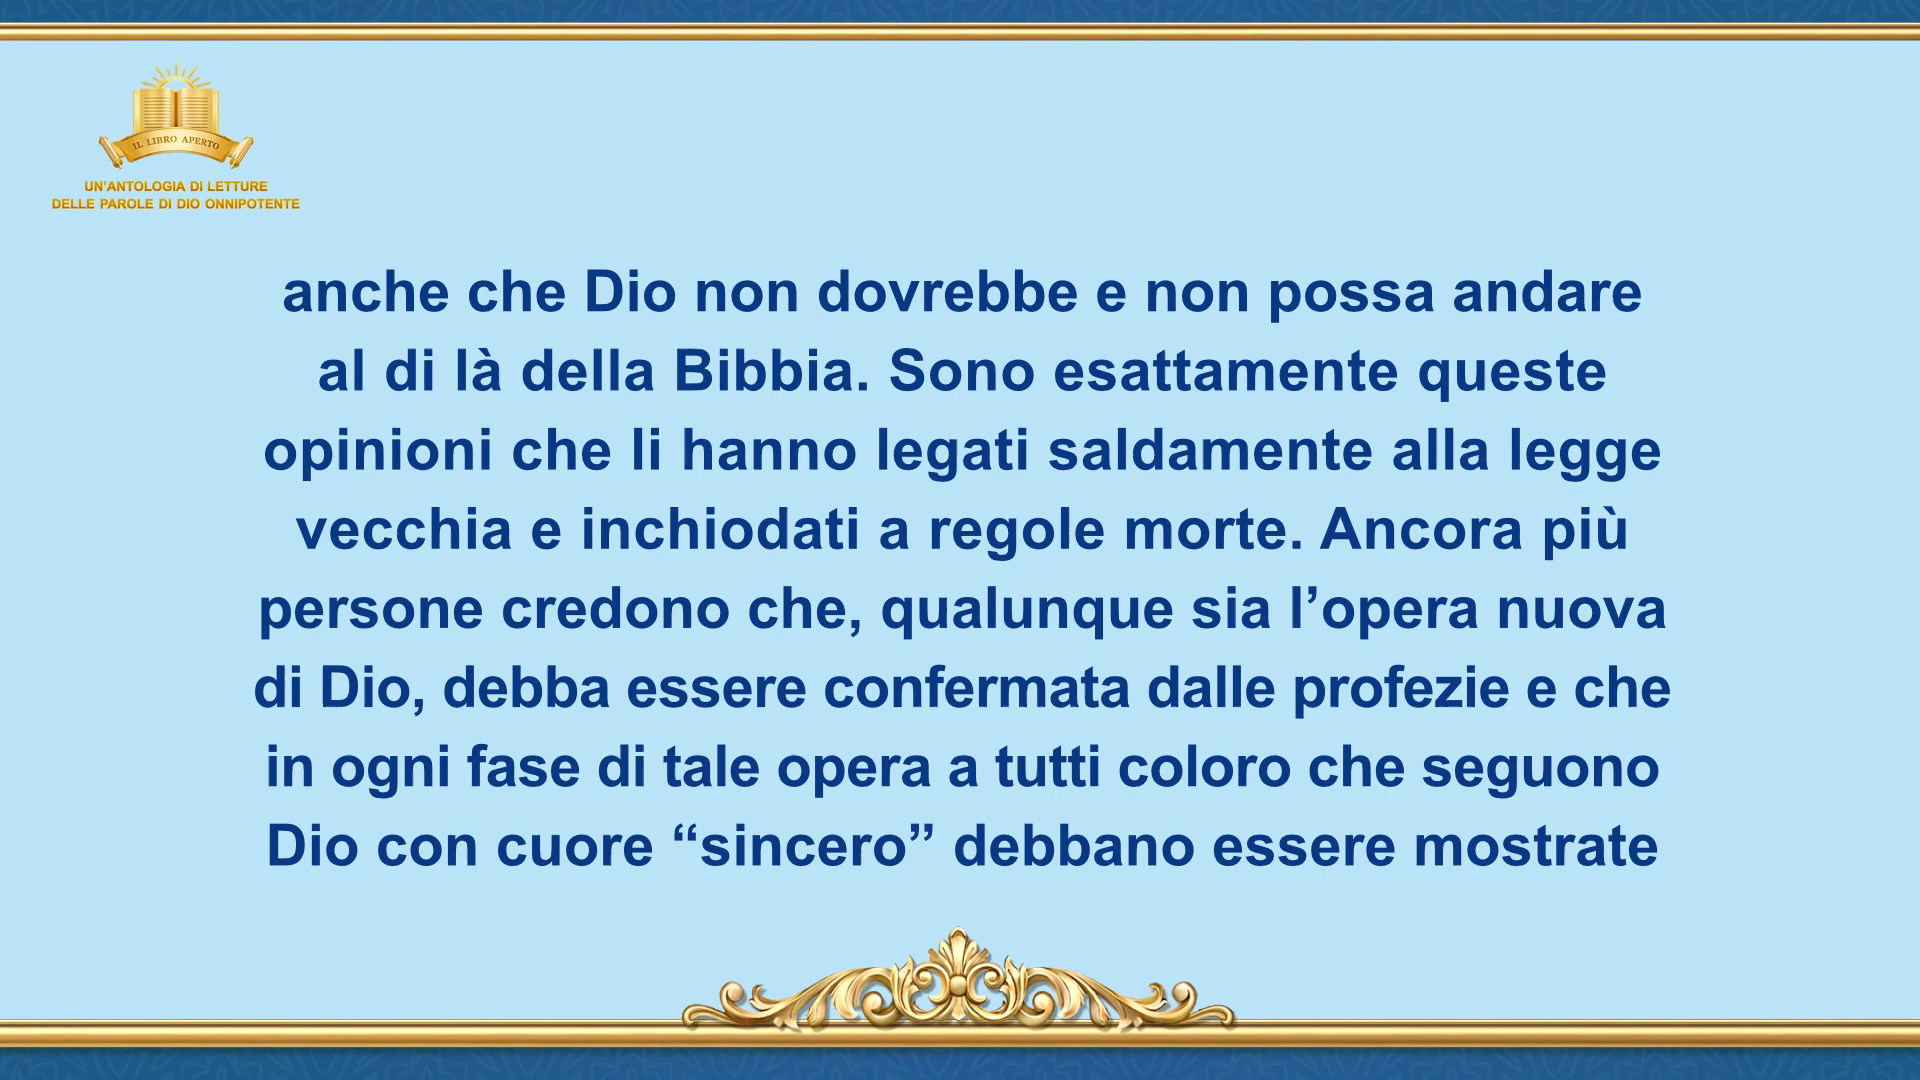 IL LIBRO APERTO
UN’ANTOLOGIA DI LETTURE
DELLE PAROLE DI DIO ONNIPOTENTE
anche che Dio non dovrebbe e non possa andare
al di là della Bibbia. Sono esattamente queste
opinioni che li hanno legati saldamente alla legge
vecchia e inchiodati a regole morte. Ancora più
persone credono che, qualunque sia l’opera nuova
di Dio, debba essere confermata dalle profezie e che
in ogni fase di tale opera a tutti coloro che seguono
Dio con cuore “sincero” debbano essere mostrate